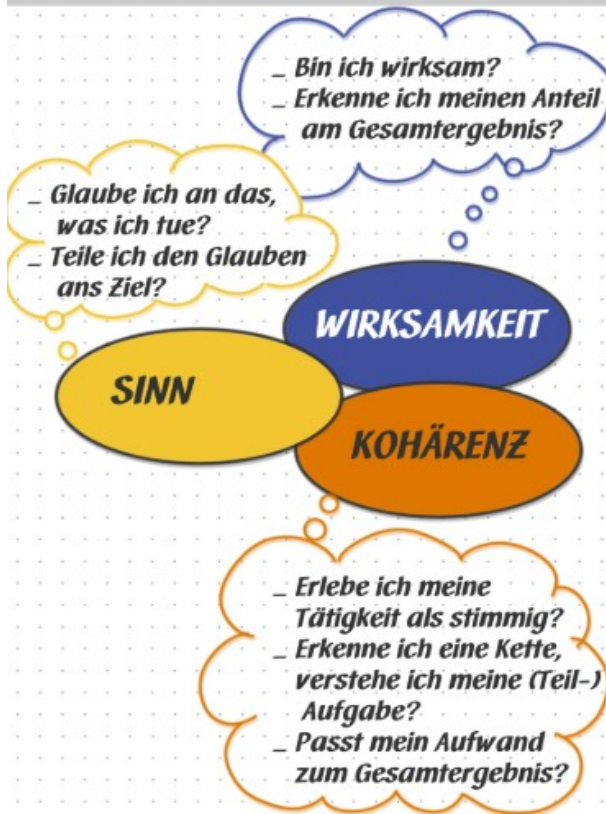 _ Bin ich wirksam?
_ Erkenne ich meinen Anteil
am Gesamtergebnis?
_ Glaube ich an das,
was ich tue?
_ Teile ich den Glauben
ans Ziel?
WIRKSAMKEIT
SINN
KOHÄRENZ
_ Erlebe ich meine
Tätigkeit als stimmig?
_ Erkenne ich eine Kette,
verstehe ich meine (Teil-)
Aufgabe?
_ Passt mein Aufwand
zum Gesamtergebnis?